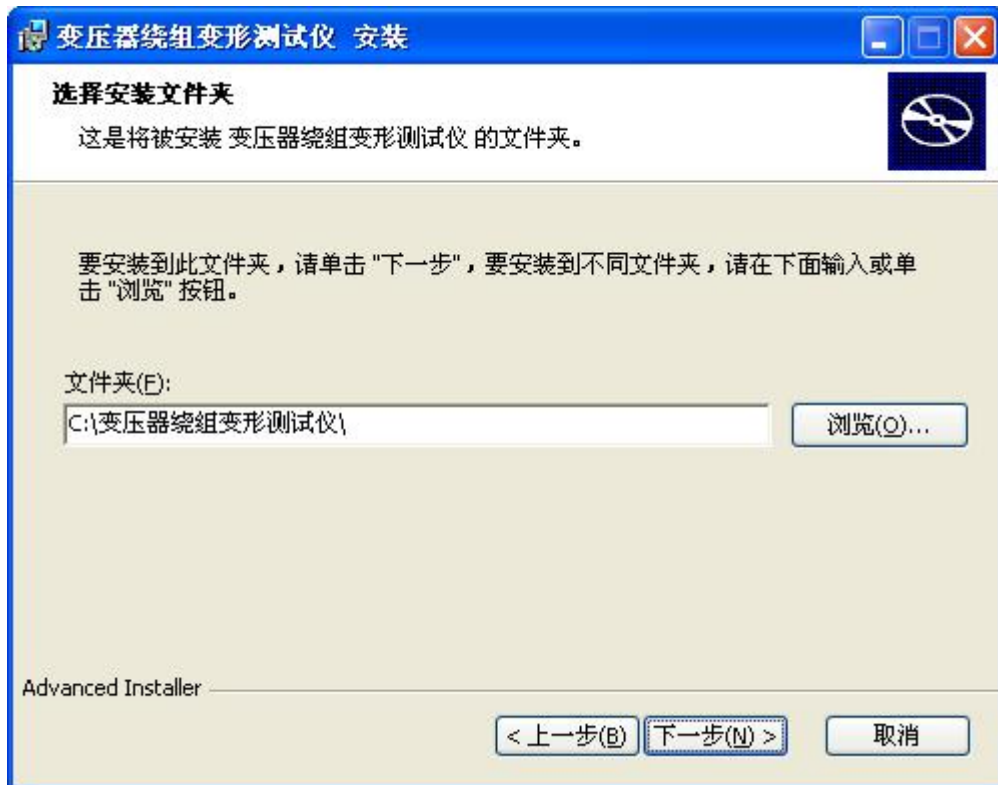 变压器绕组变形测试仪 安装
选择安装文件夹
这是将被安装 变压器绕组变形测试仪 的文件夹。
要安装到此文件夹，请单击 "下一步"，要安装到不同文件夹，请在下面输入或单
击 "浏览" 按钮。
文件夹(F):
C:\变压器绕组变形测试仪\
浏览(O)...
Advanced Installer
< 上一步(B)
下一步(N) >
取消